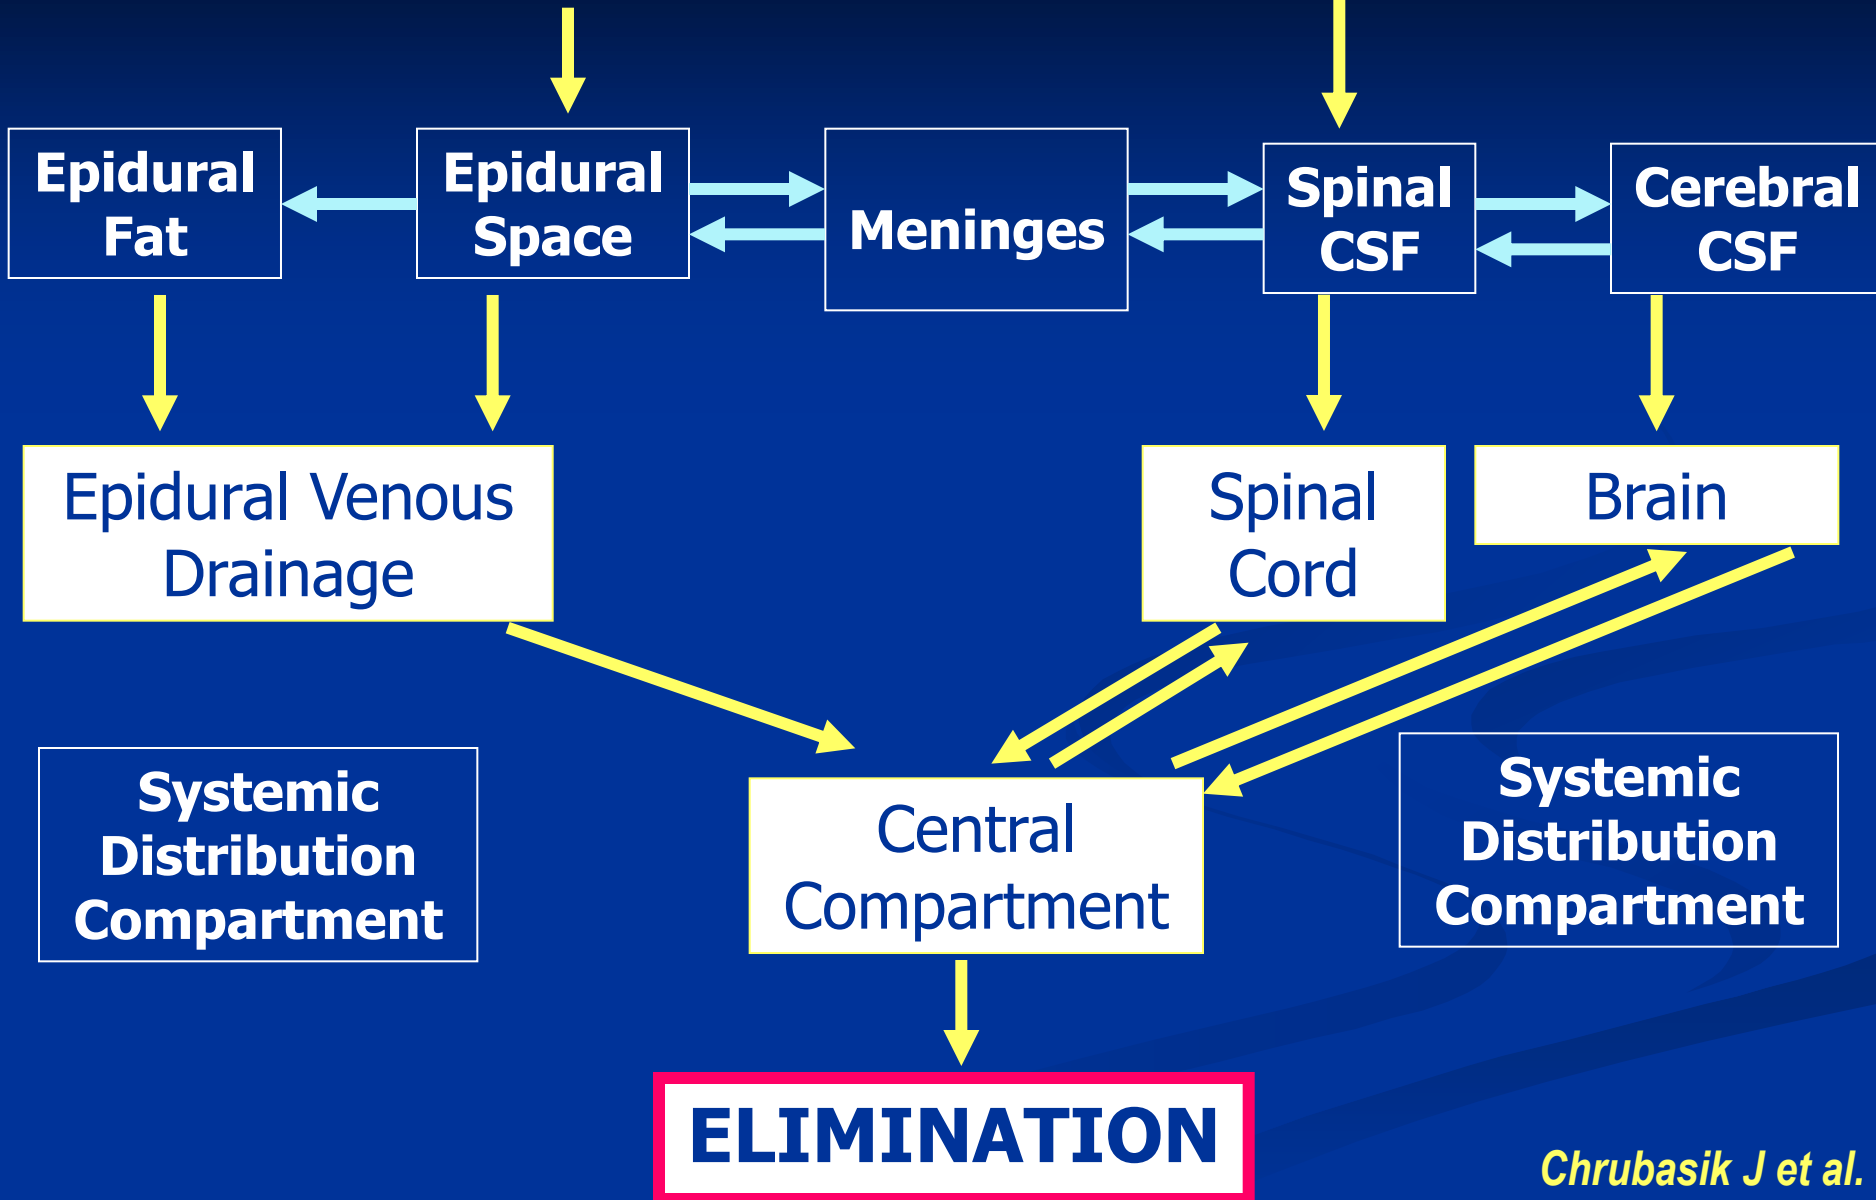 Epidural
Fat
Epidural
Space
Meninges
Spinal
CSF
Cerebral
CSF
Epidural Venous
Drainage
Spinal
Cord
Brain
Systemic
Distribution
Compartment
Central
Compartment
Systemic
Distribution
Compartment
ELIMINATION
Chrubasik J et al.